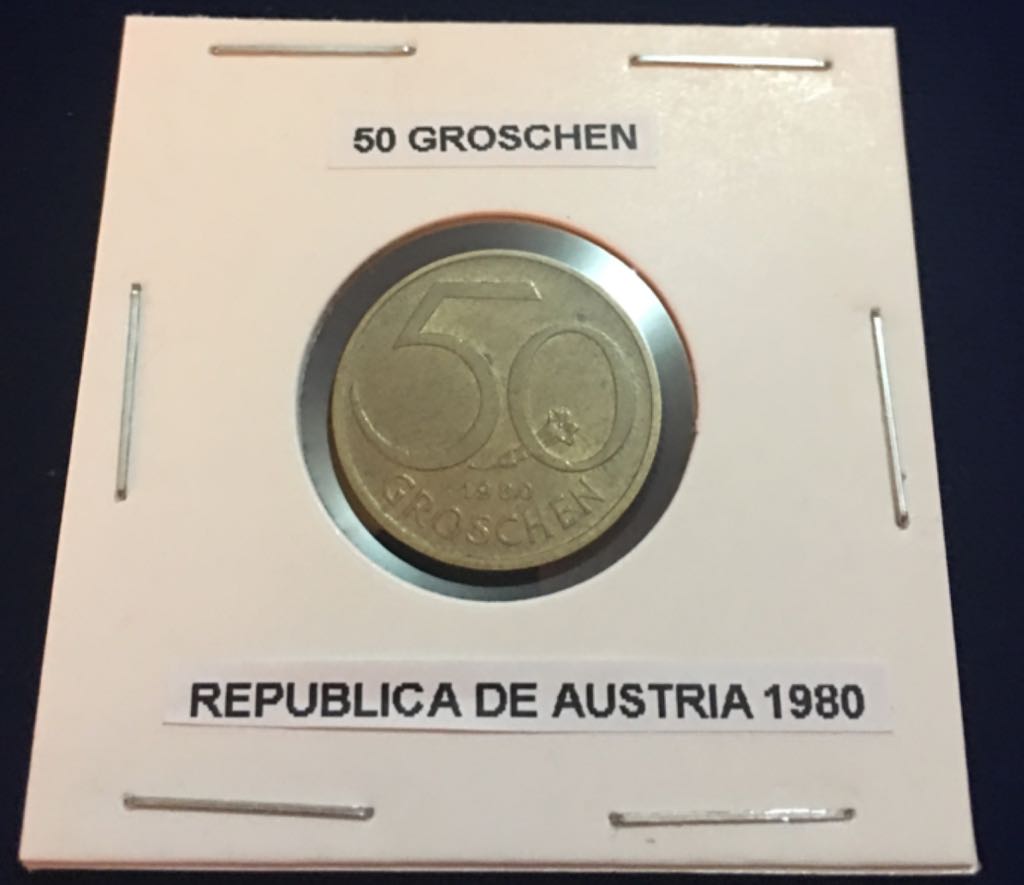 50 GROSCHEN
50
1980
GROSCHEN
REPUBLICA DE AUSTRIA 1980